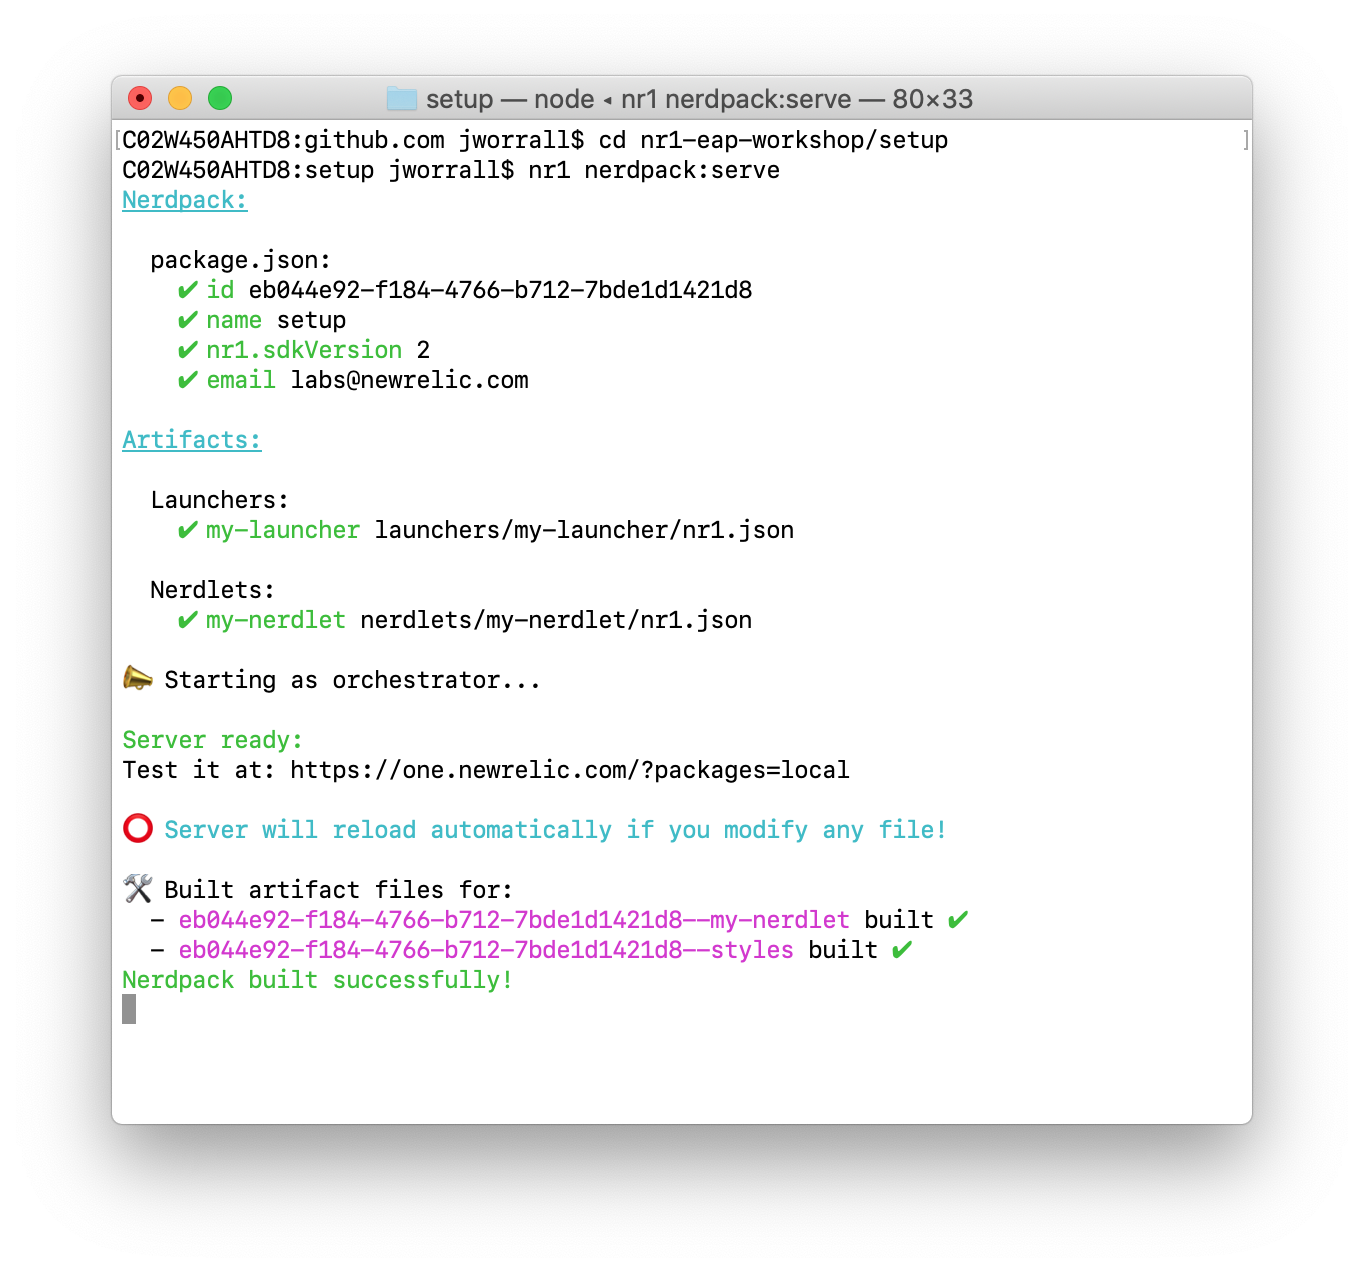 setup — node ◂ nr1 nerdpack:serve — 80×33
C02W450AHTD8:github.com jworrall$ cd nr1-eap-workshop/setup
C02W450AHTD8:setup jworrall$ nr1 nerdpack:serve
Nerdpack:
package.json:
✔ id eb044e92-f184-4766-b712-7bde1d1421d8
✔ name setup
✔ nr1.sdkVersion 2
✔ email labs@newrelic.com
Artifacts:
Launchers:
✔ my-launcher launchers/my-launcher/nr1.json
Nerdlets:
✔ my-nerdlet nerdlets/my-nerdlet/nr1.json
📣 Starting as orchestrator...
Server ready:
Test it at: https://one.newrelic.com/?packages=local
⭕ Server will reload automatically if you modify any file!
🛠 Built artifact files for:
- eb044e92-f184-4766-b712-7bde1d1421d8--my-nerdlet built ✔
- eb044e92-f184-4766-b712-7bde1d1421d8--styles built ✔
Nerdpack built successfully!